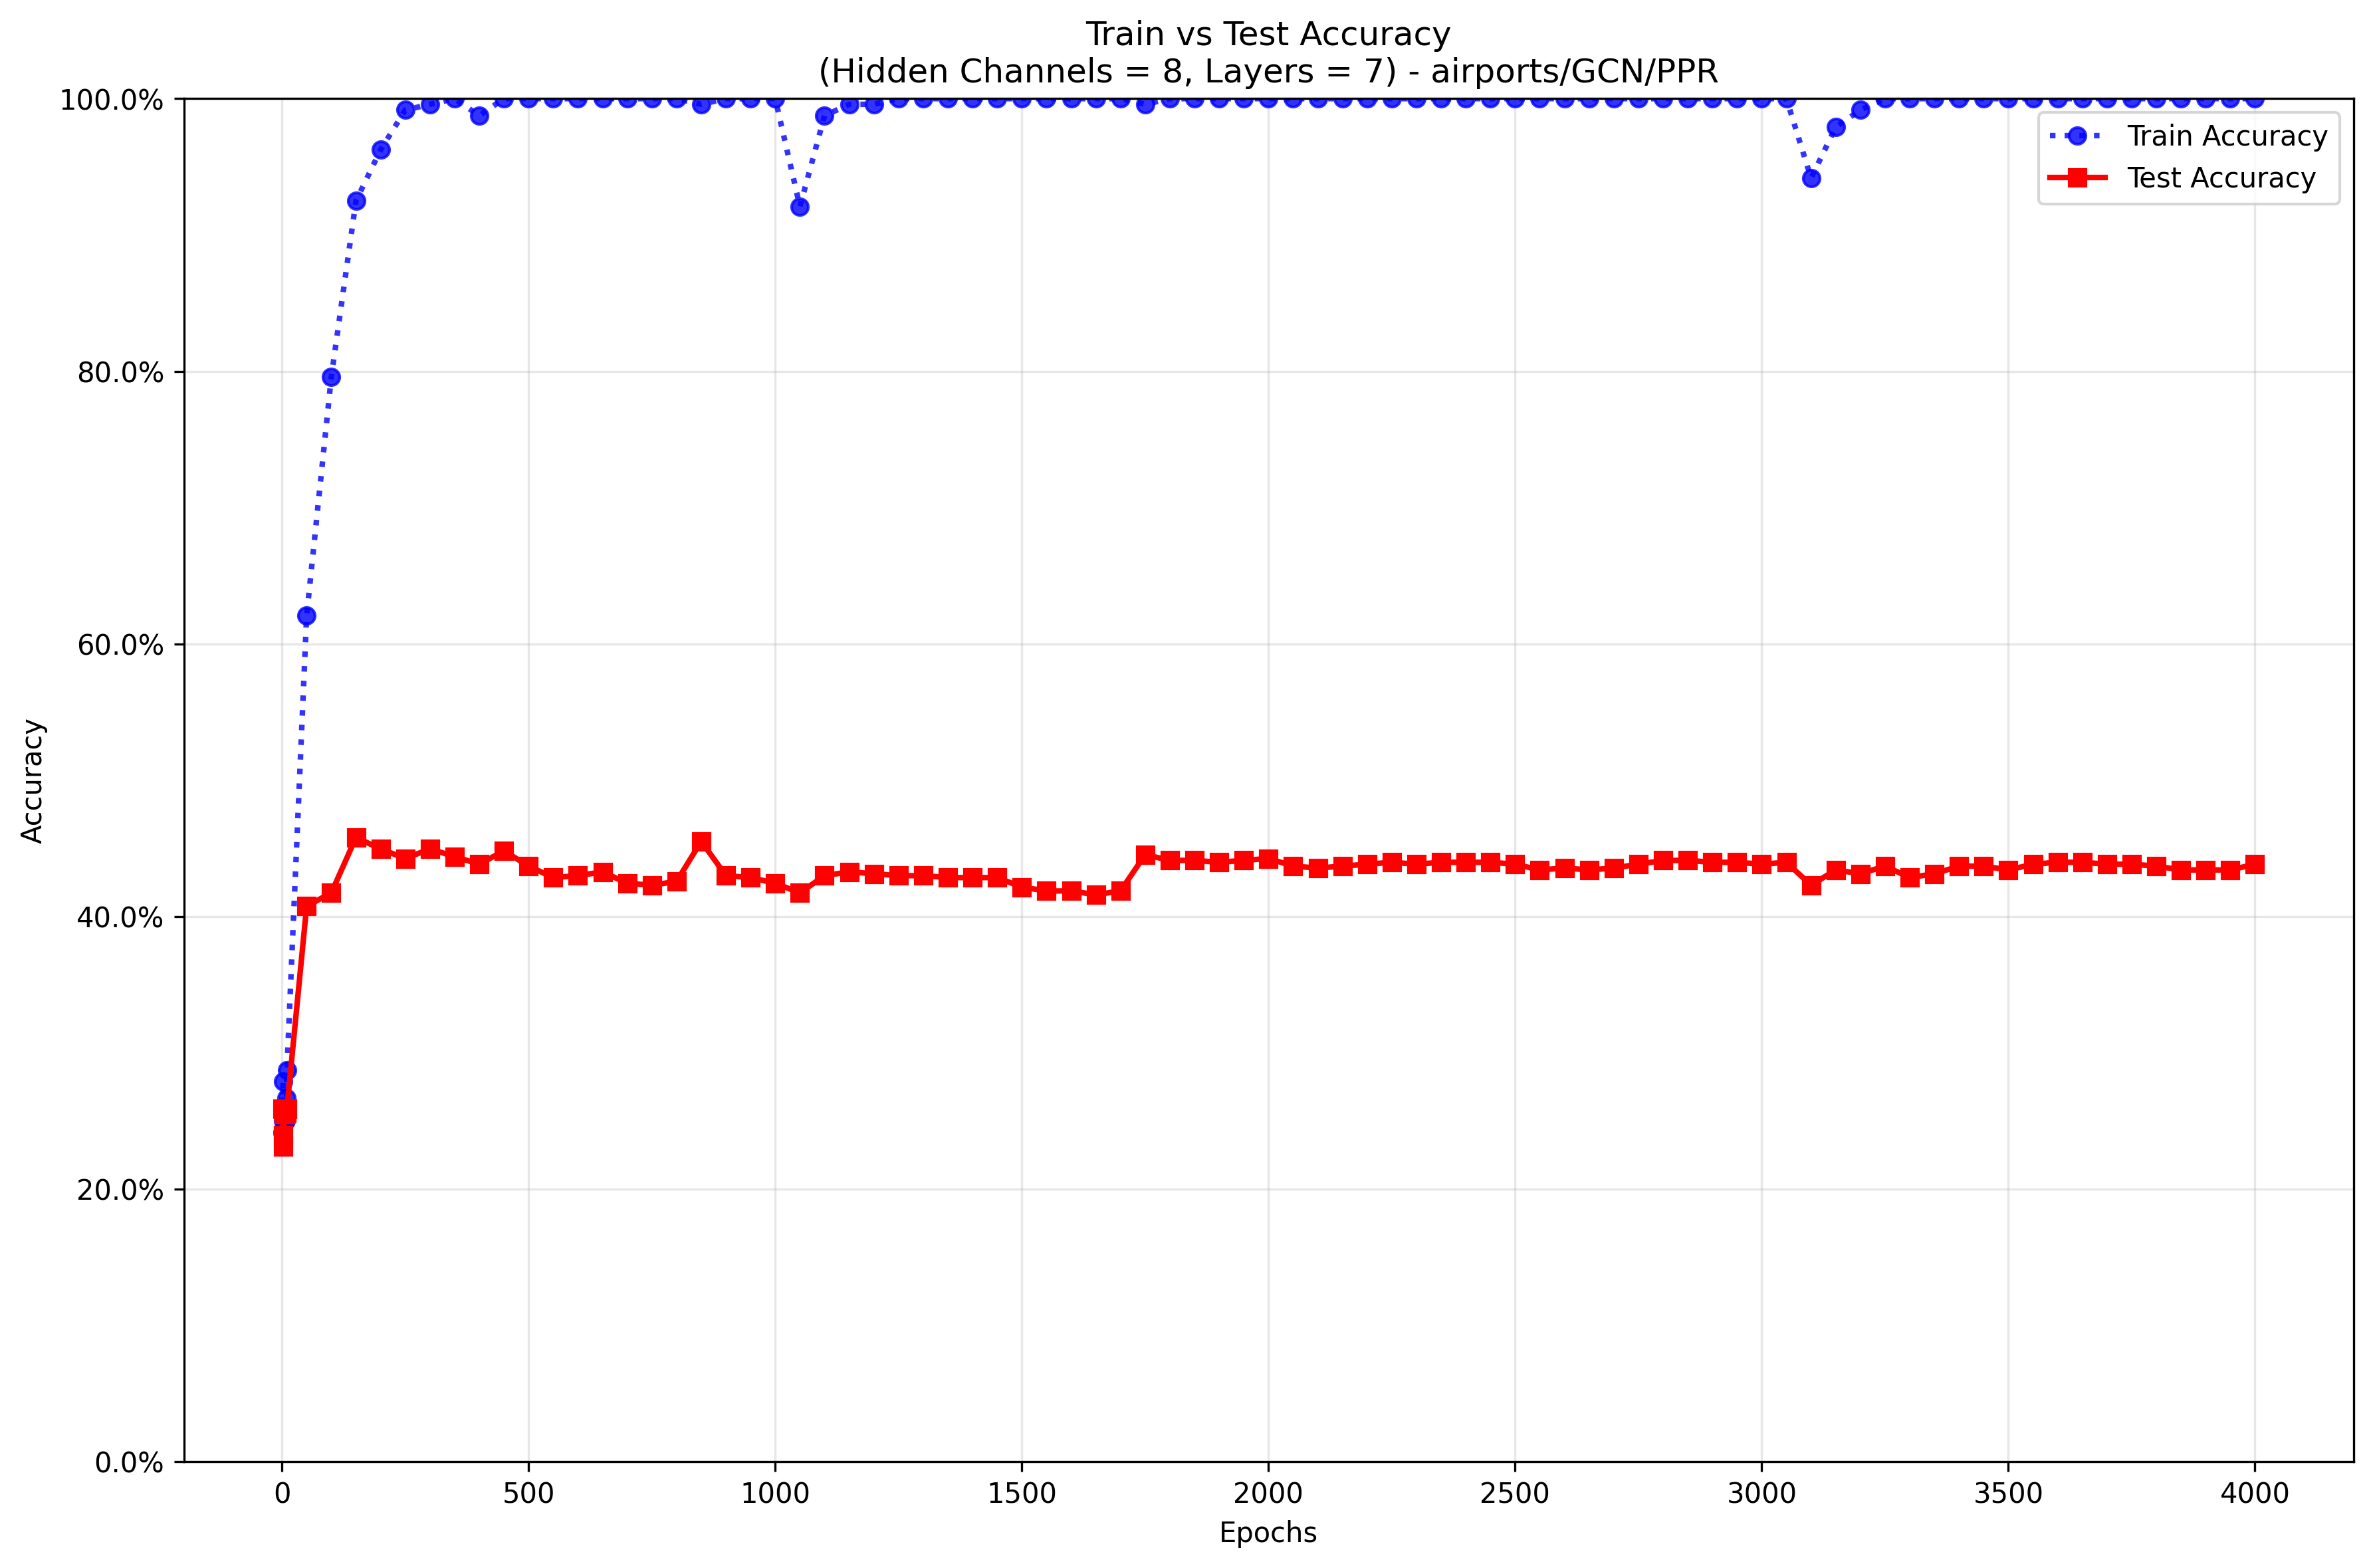 Train vs Test Accuracy
(Hidden Channels = 8, Layers = 7) - airports/GCN/PPR
100.0%
80.0%
60.0%
40.0%
20.0%
0.0%
Accuracy
Train Accuracy
Test Accuracy
0 500 1000 1500 2000 2500 3000 3500 4000
Epochs